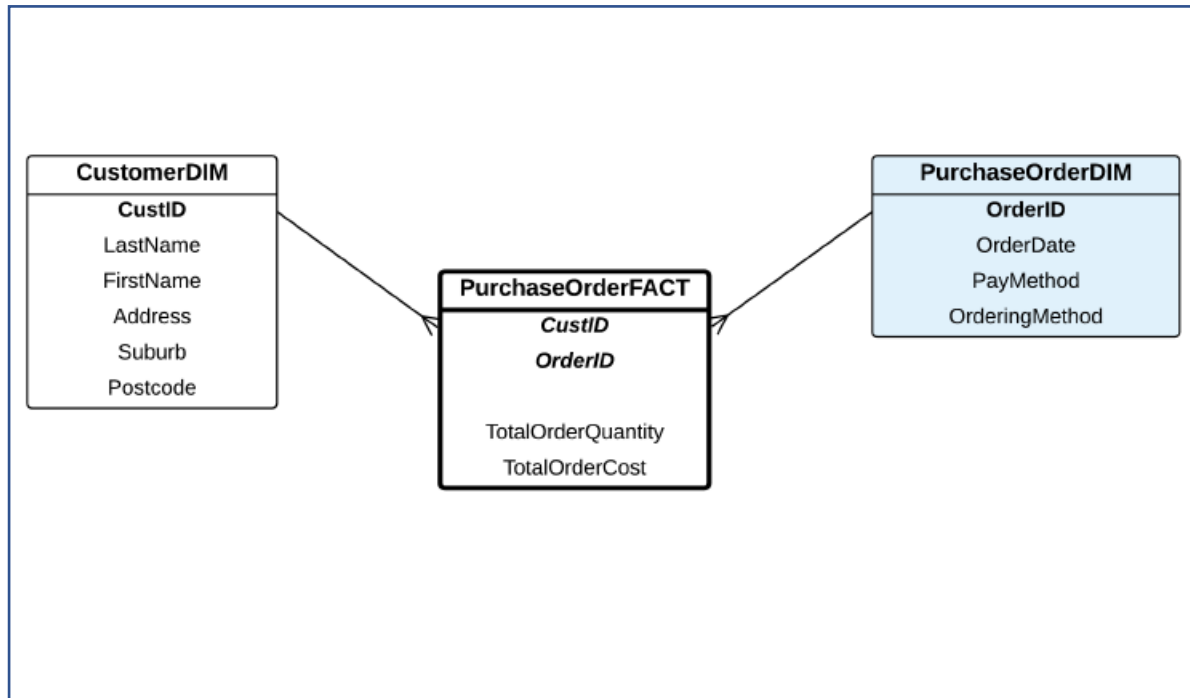 CustomerDIM
CustID
LastName
FirstName
Address
Suburb
Postcode
PurchaseOrderFACT
CustID
OrderID
TotalOrderQuantity
TotalOrderCost
PurchaseOrderDIM
OrderID
OrderDate
PayMethod
OrderingMethod